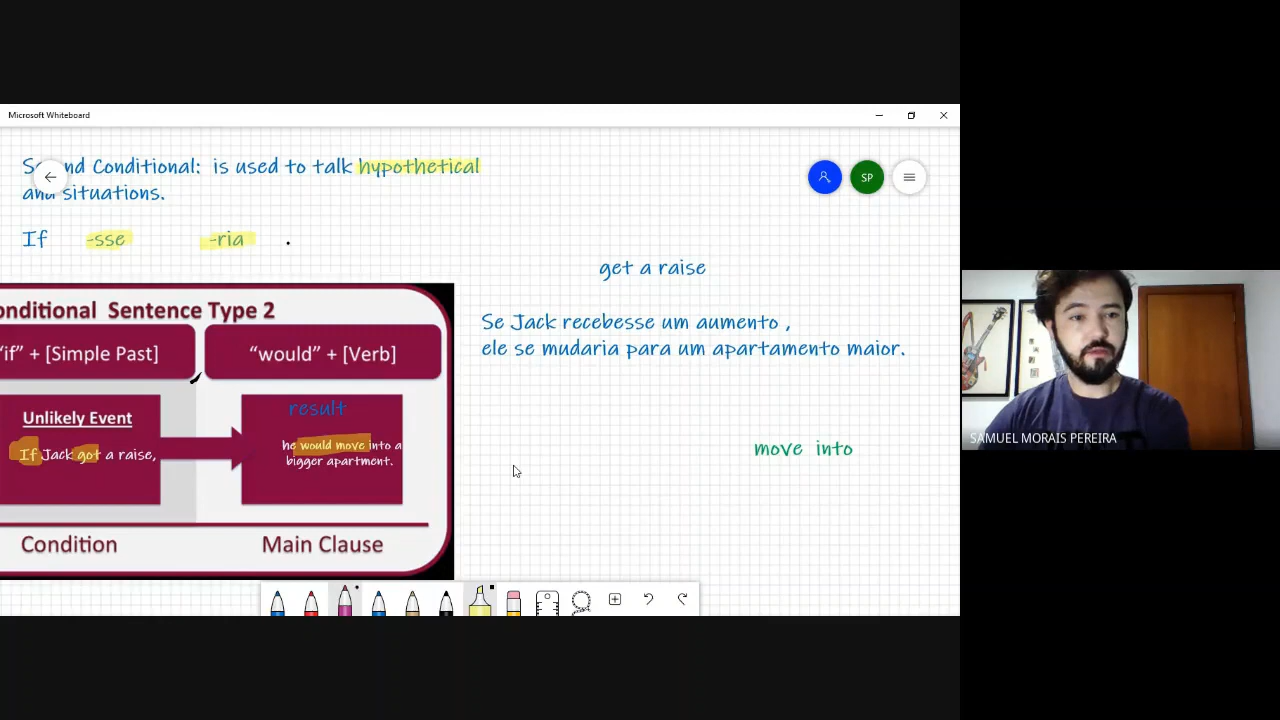 Microsoft Whiteboard
Second Conditional: is used to talk hypothetical
and situations.
If -sse -ria .
SP
get a raise
onditional Sentence Type 2
Se Jack recebesse um aumento ,
ele se mudaria para um apartamento maior.
"if" + [Simple Past]
"would" + [Verb]
Unlikely Event
If Jack got a raise,
result
he would move into a
bigger apartment.
move into
SAMUEL MORAIS PEREIRA
Condition
Main Clause